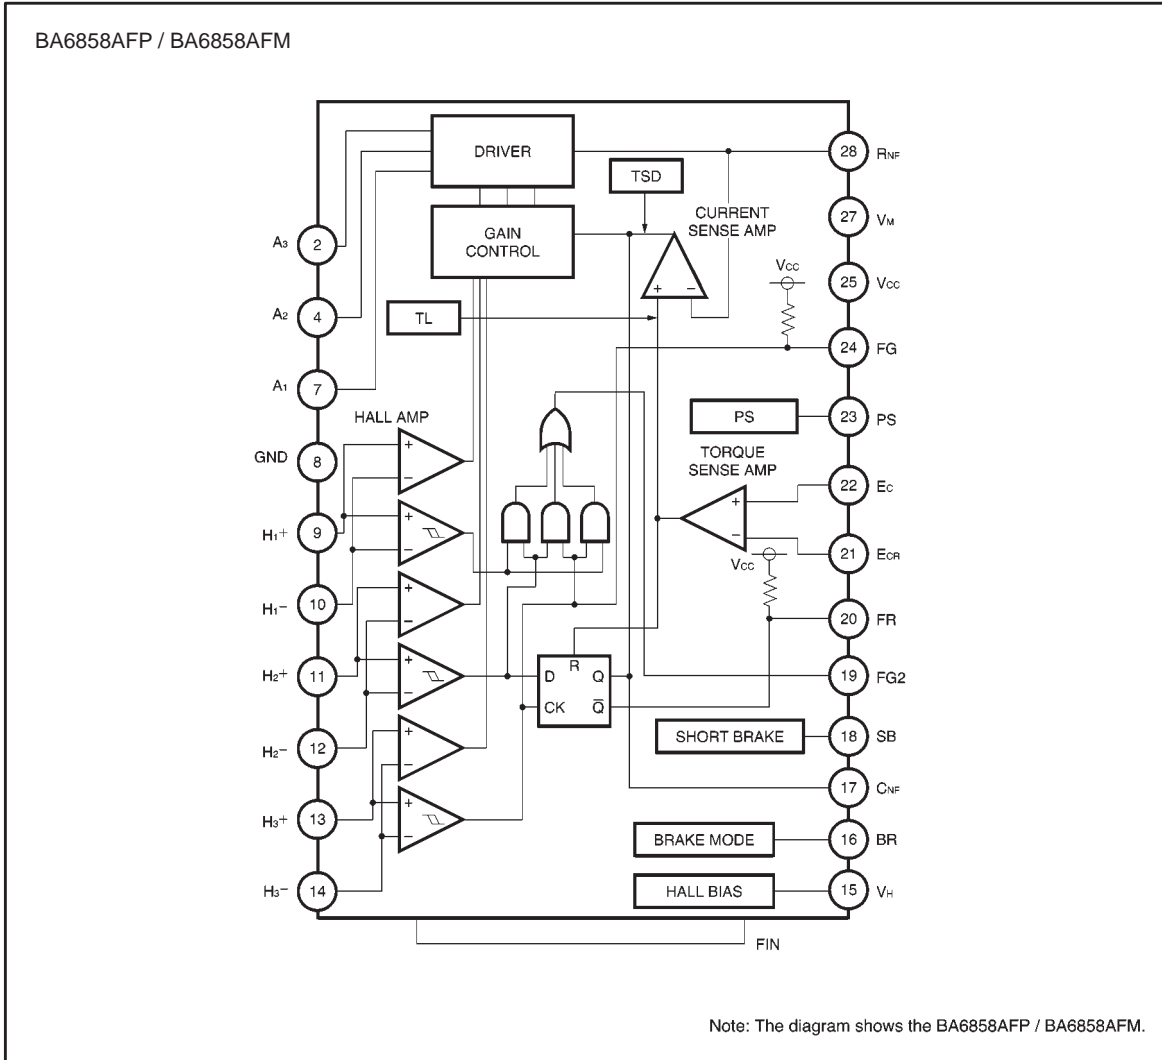 BA6858AFP / BA6858AFM
DRIVER
28 RNF
TSD
CURRENT
SENSE AMP
27 VM
GAIN
CONTROL
A3 2
VCC
25 VCC
+ −
A2 4
TL
24 FG
A1 7
HALL AMP
PS
23 PS
GND 8
+
−
TORQUE
SENSE AMP
22 EC
+
−
H1+ 9
+
−
21 ECR
VCC
H1− 10
+
−
20 FR
H2+ 11
+
−
R
D Q
CK Q̅
19 FG2
H2− 12
+
−
SHORT BRAKE
18 SB
17 CNF
H3+ 13
+
−
BRAKE MODE
16 BR
H3− 14
HALL BIAS
15 VH
FIN
Note: The diagram shows the BA6858AFP / BA6858AFM.